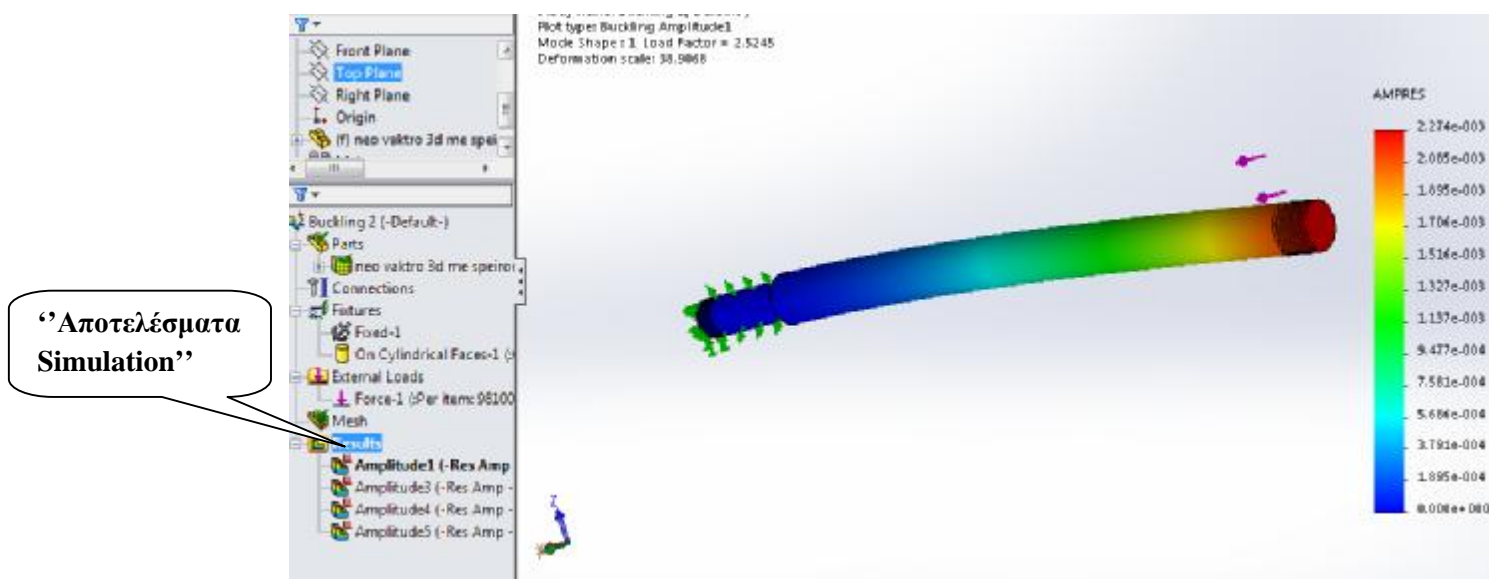 Front Plane
Top Plane
Right Plane
Origin
(f) neo vaktro 3d me spei
Buckling 2 (-Default-)
Parts
neo vaktro 3d me speiro
Connections
Fixtures
Fixed-1
On Cylindrical Faces-1 (:
External Loads
Force-1 (:Per item: 98100
Mesh
Results
Amplitude1 (-Res Amp
Amplitude3 (-Res Amp -
Amplitude4 (-Res Amp -
Amplitude5 (-Res Amp -
‘’Αποτελέσματα
Simulation’’
Plot type: Buckling Amplitude1
Mode Shape : 1 Load Factor = 2.5245
Deformation scale: 38.9868
AMPRES
2.274e-003
2.085e-003
1.895e-003
1.706e-003
1.516e-003
1.327e-003
1.137e-003
9.477e-004
7.581e-004
5.686e-004
3.791e-004
1.895e-004
0.000e+000
Z